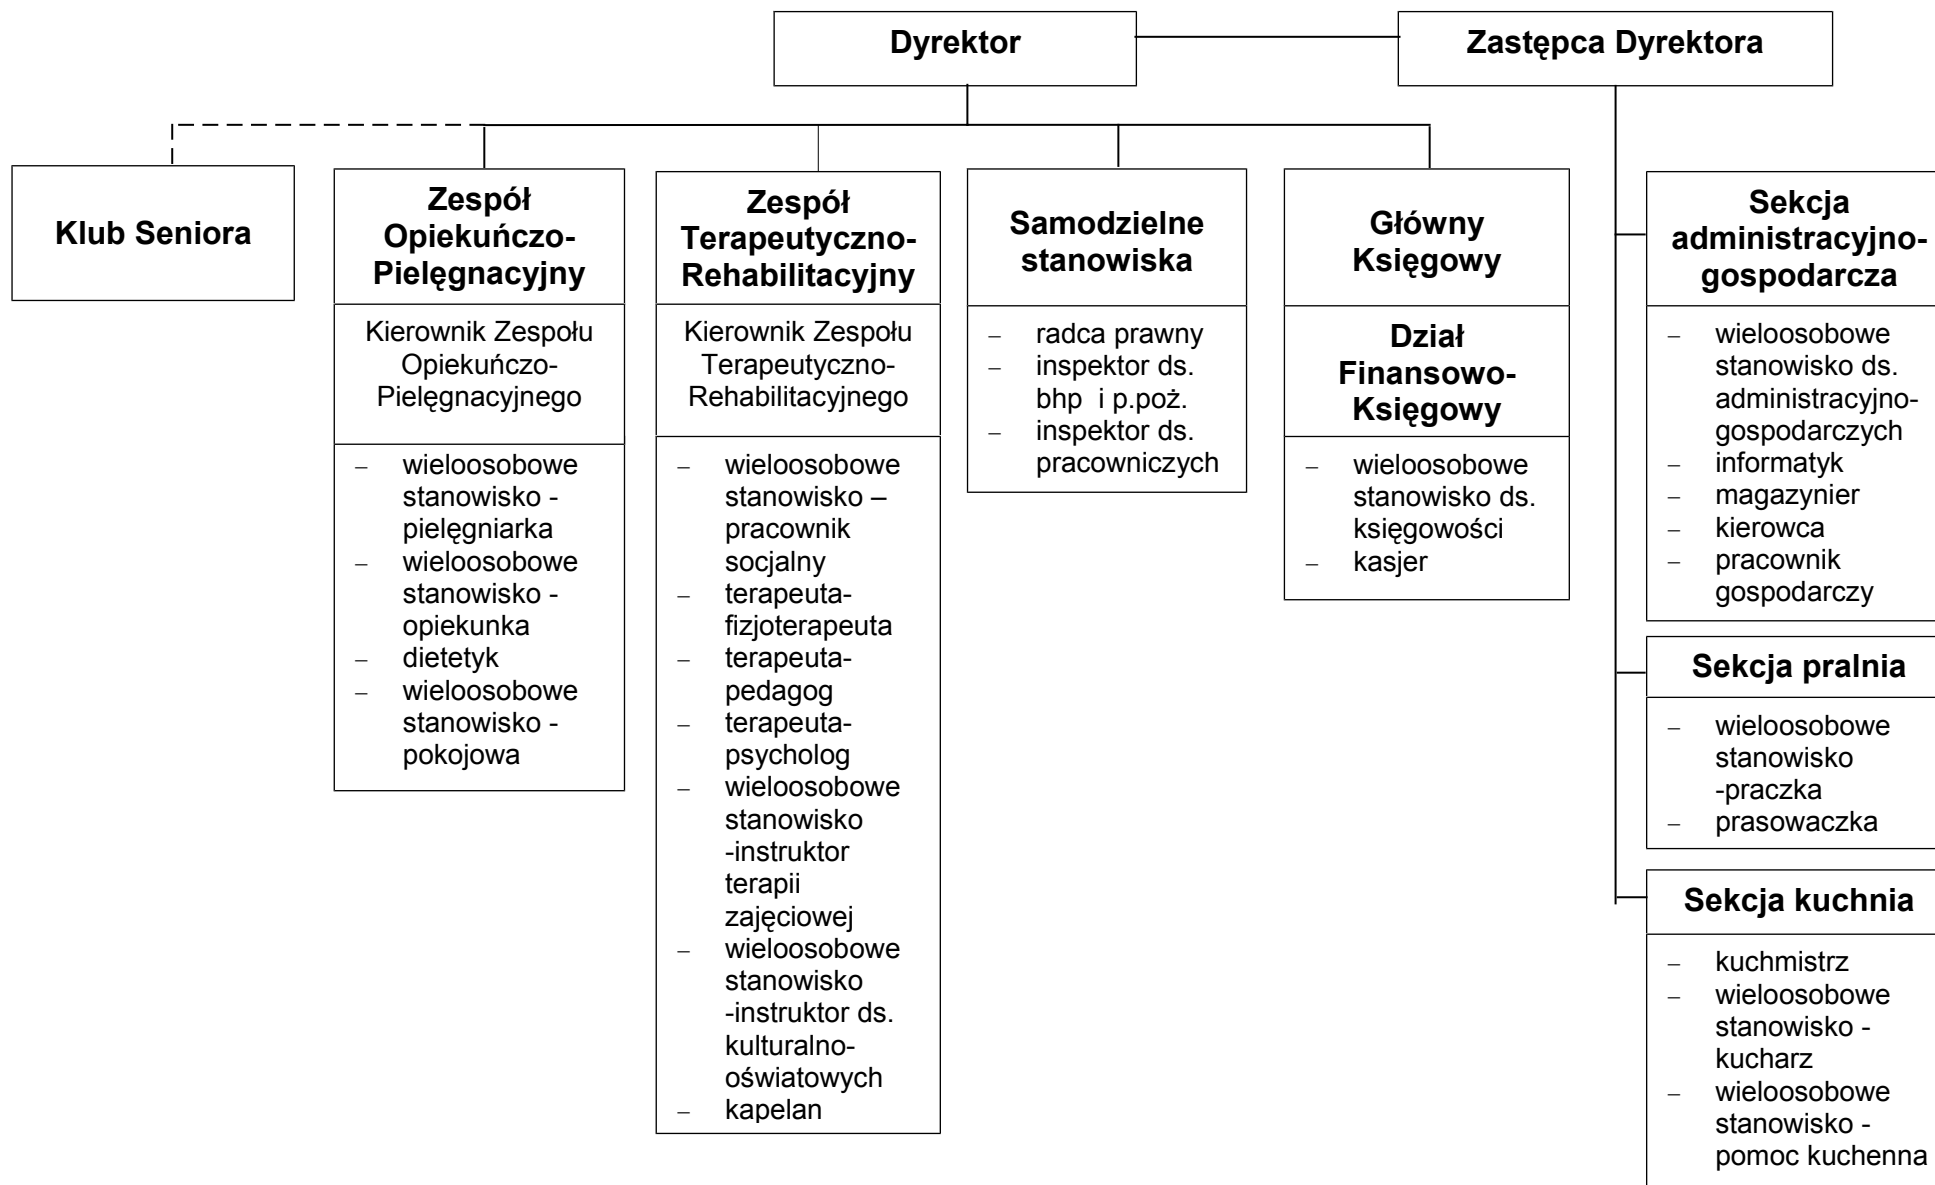 Dyrektor
Zastępca Dyrektora
Klub Seniora
Zespół
Opiekuńczo-
Pielęgnacyjny
Kierownik Zespołu
Opiekuńczo-
Pielęgnacyjnego
– wieloosobowe
stanowisko -
pielęgniarka
– wieloosobowe
stanowisko -
opiekunka
– dietetyk
– wieloosobowe
stanowisko -
pokojowa
Zespół
Terapeutyczno-
Rehabilitacyjny
Kierownik Zespołu
Terapeutyczno-
Rehabilitacyjnego
– wieloosobowe
stanowisko –
pracownik
socjalny
– terapeuta-
fizjoterapeuta
– terapeuta-
pedagog
– terapeuta-
psycholog
– wieloosobowe
stanowisko
-instruktor
terapii
zajęciowej
– wieloosobowe
stanowisko
-instruktor ds.
kulturalno-
oświatowych
– kapelan
Samodzielne
stanowiska
– radca prawny
– inspektor ds.
bhp i p.poż.
– inspektor ds.
pracowniczych
Główny
Księgowy
Dział
Finansowo-
Księgowy
– wieloosobowe
stanowisko ds.
księgowości
– kasjer
Sekcja
administracyjno-
gospodarcza
– wieloosobowe
stanowisko ds.
administracyjno-
gospodarczych
– informatyk
– magazynier
– kierowca
– pracownik
gospodarczy
Sekcja pralnia
– wieloosobowe
stanowisko
-praczka
– prasowaczka
Sekcja kuchnia
– kuchmistrz
– wieloosobowe
stanowisko -
kucharz
– wieloosobowe
stanowisko -
pomoc kuchenna